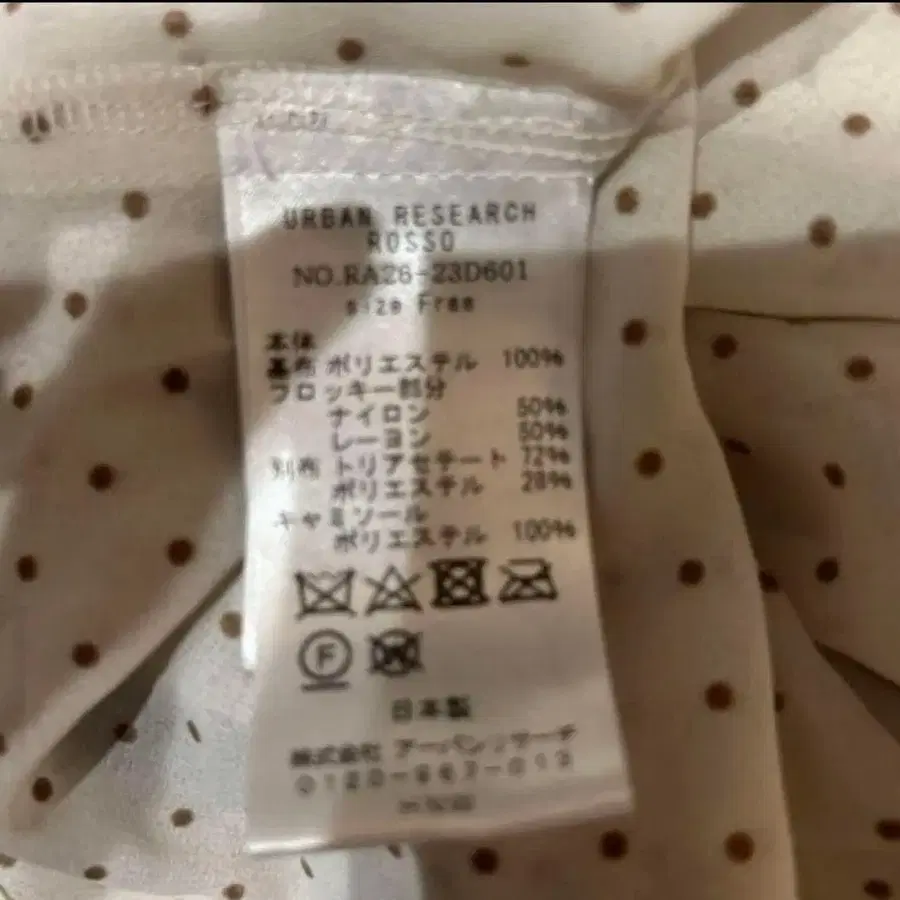 URBAN RESEARCH
ROSSO
NO.RA26-23D601
size Free
本体
基布 ポリエステル 100%
フロッキー部分
ナイロン 50%
レーヨン 50%
別布 トリアセテート 72%
ポリエステル 28%
キャミソール
ポリエステル 100%
F
日本製
株式会社 アーバンリサーチ